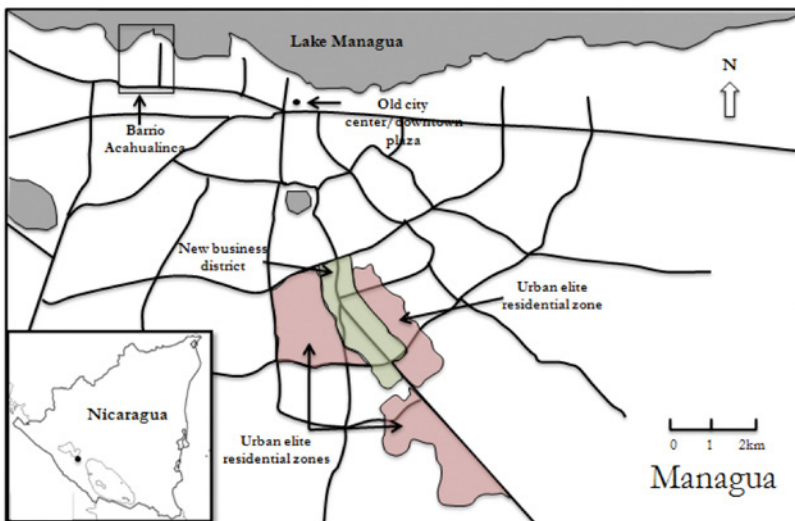 Lake Managua
N
Old city
center/downtown
plaza
Barrio
Acahualinca
New business
district
Urban elite
residential zone
Nicaragua
Urban elite
residential zones
0 1 2km
Managua